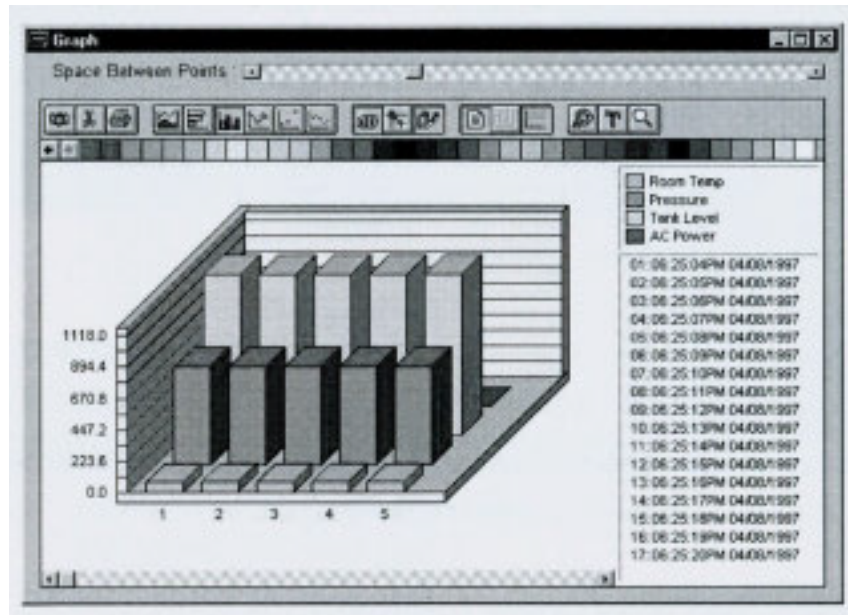 Graph
Space Between Points :
T
Room Temp
Pressure
Tank Level
AC Power
1118.0
894.4
670.8
447.2
223.6
0.0
1 2 3 4 5
01:06:25:04PM 04/08/1997
02:06:25:05PM 04/08/1997
03:06:25:06PM 04/08/1997
04:06:25:07PM 04/08/1997
05:06:25:08PM 04/08/1997
06:06:25:09PM 04/08/1997
07:06:25:10PM 04/08/1997
08:06:25:11PM 04/08/1997
09:06:25:12PM 04/08/1997
10:06:25:13PM 04/08/1997
11:06:25:14PM 04/08/1997
12:06:25:15PM 04/08/1997
13:06:25:16PM 04/08/1997
14:06:25:17PM 04/08/1997
15:06:25:18PM 04/08/1997
16:06:25:19PM 04/08/1997
17:06:25:20PM 04/08/1997